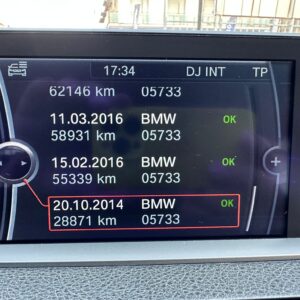 17:34 DJ INT TP
62146 km 05733
11.03.2016 BMW OK
58931 km 05733
15.02.2016 BMW OK
55339 km 05733
20.10.2014 BMW OK
28871 km 05733